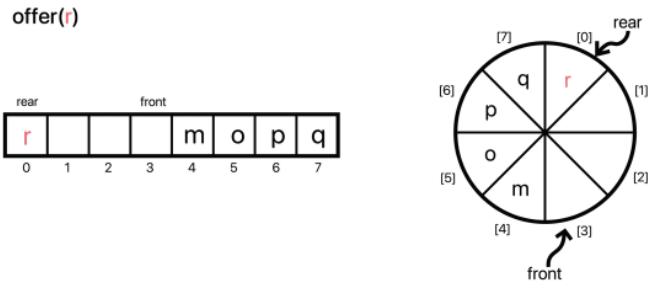 offer(r)
rear front
r m o p q
0 1 2 3 4 5 6 7
rear
[7] [0]
q r
[6] [1]
p
o
[5] [2]
m
[4] [3]
front